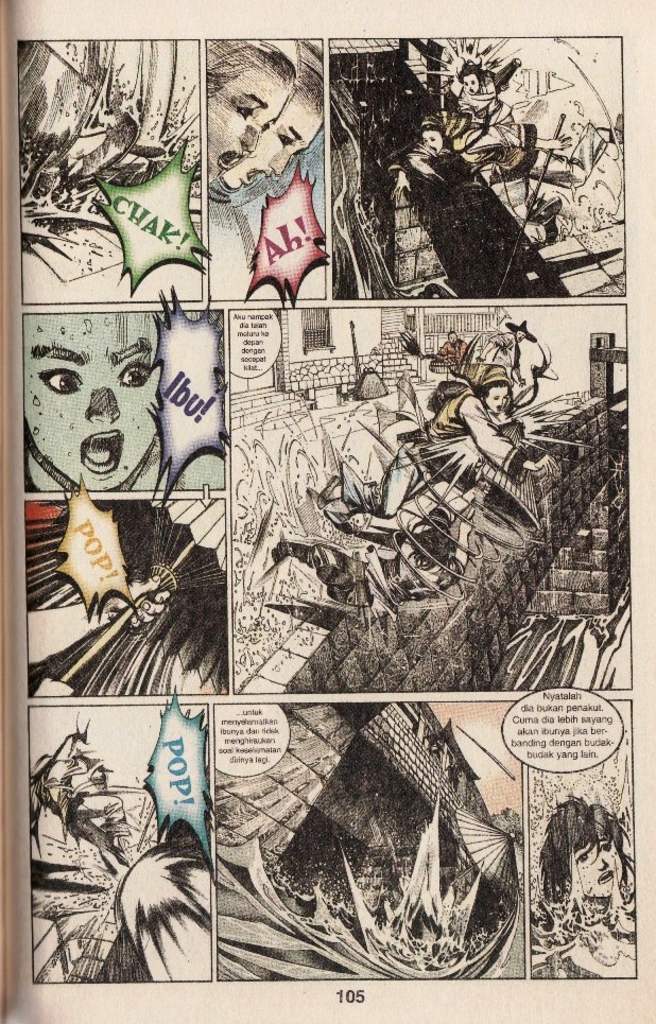 CHAK!
Ah!
Ibu!
Aku nampak
dia telah
meluru ke
depan
dengan
secepat
kilat...
POP!
POP!
...untuk
menyelamatkan
ibunya dan tidak
menghiraukan
soal keselamatan
dirinya lagi.
Nyatalah
dia bukan penakut.
Cuma dia lebih sayang
akan ibunya jika ber-
banding dengan budak-
budak yang lain.
105